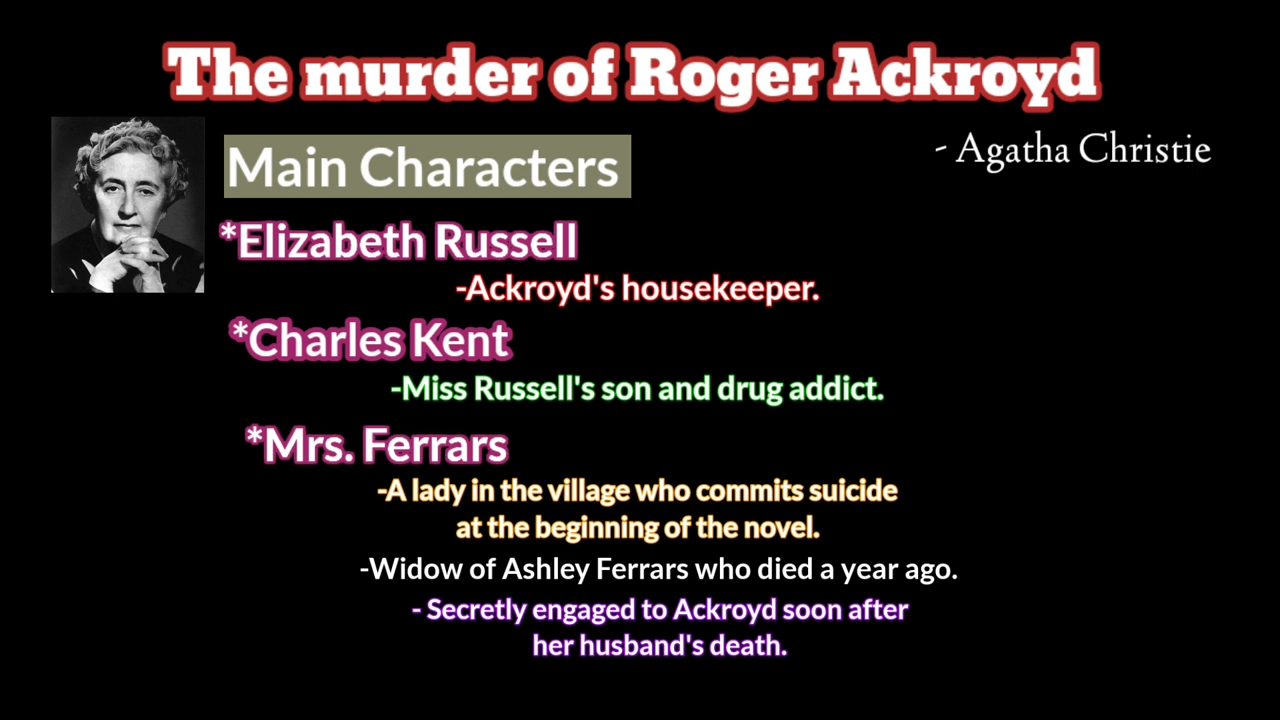 The murder of Roger Ackroyd
- Agatha Christie
Main Characters
*Elizabeth Russell
-Ackroyd's housekeeper.
*Charles Kent
-Miss Russell's son and drug addict.
*Mrs. Ferrars
-A lady in the village who commits suicide
at the beginning of the novel.
-Widow of Ashley Ferrars who died a year ago.
- Secretly engaged to Ackroyd soon after
her husband's death.